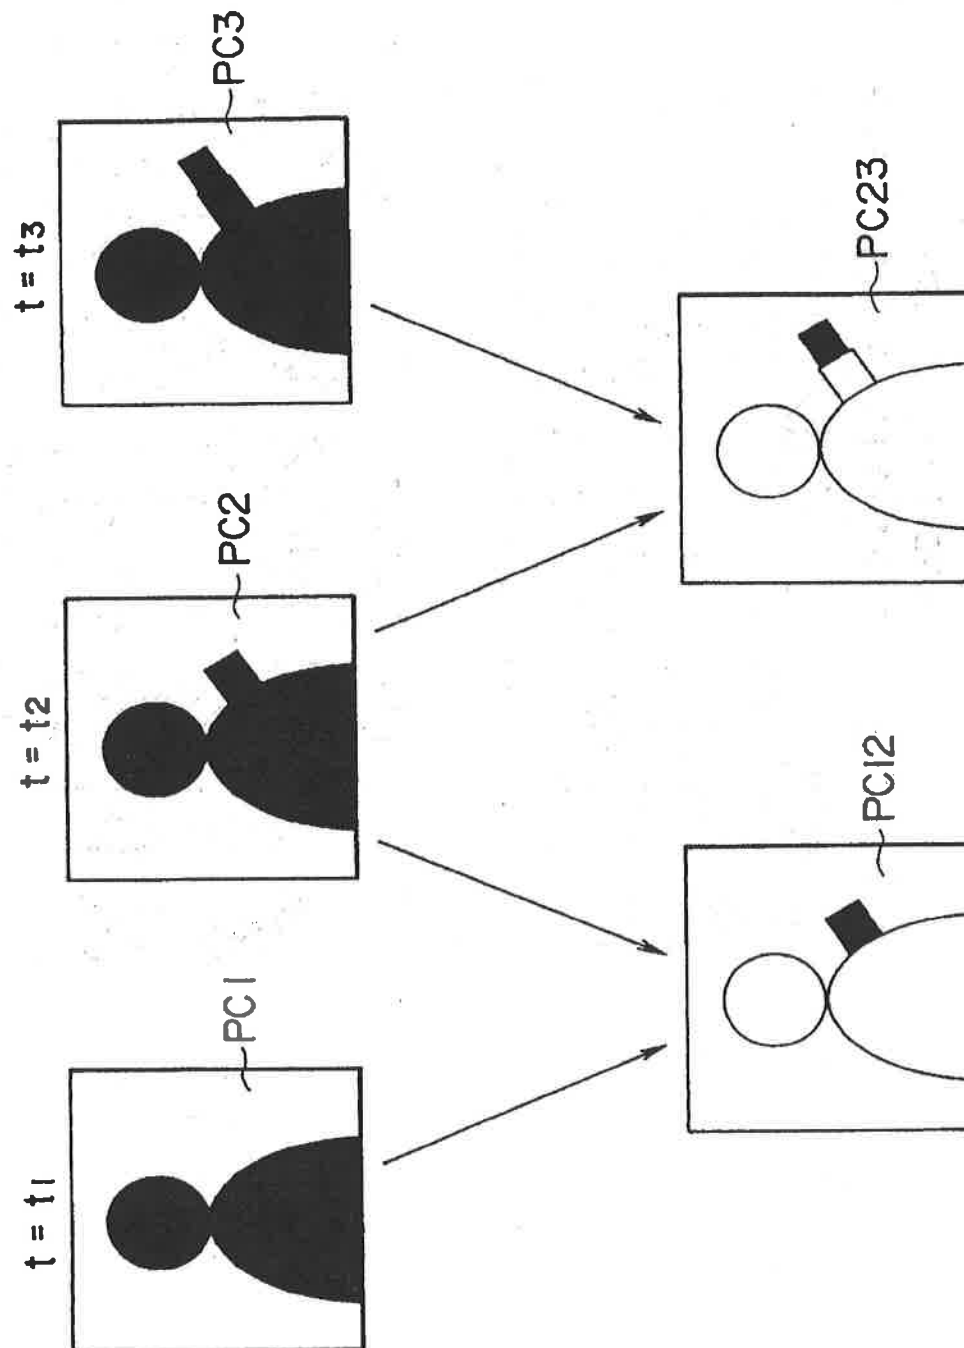 t = t1
t = t2
t = t3
PC1
PC2
PC3
PC12
PC23